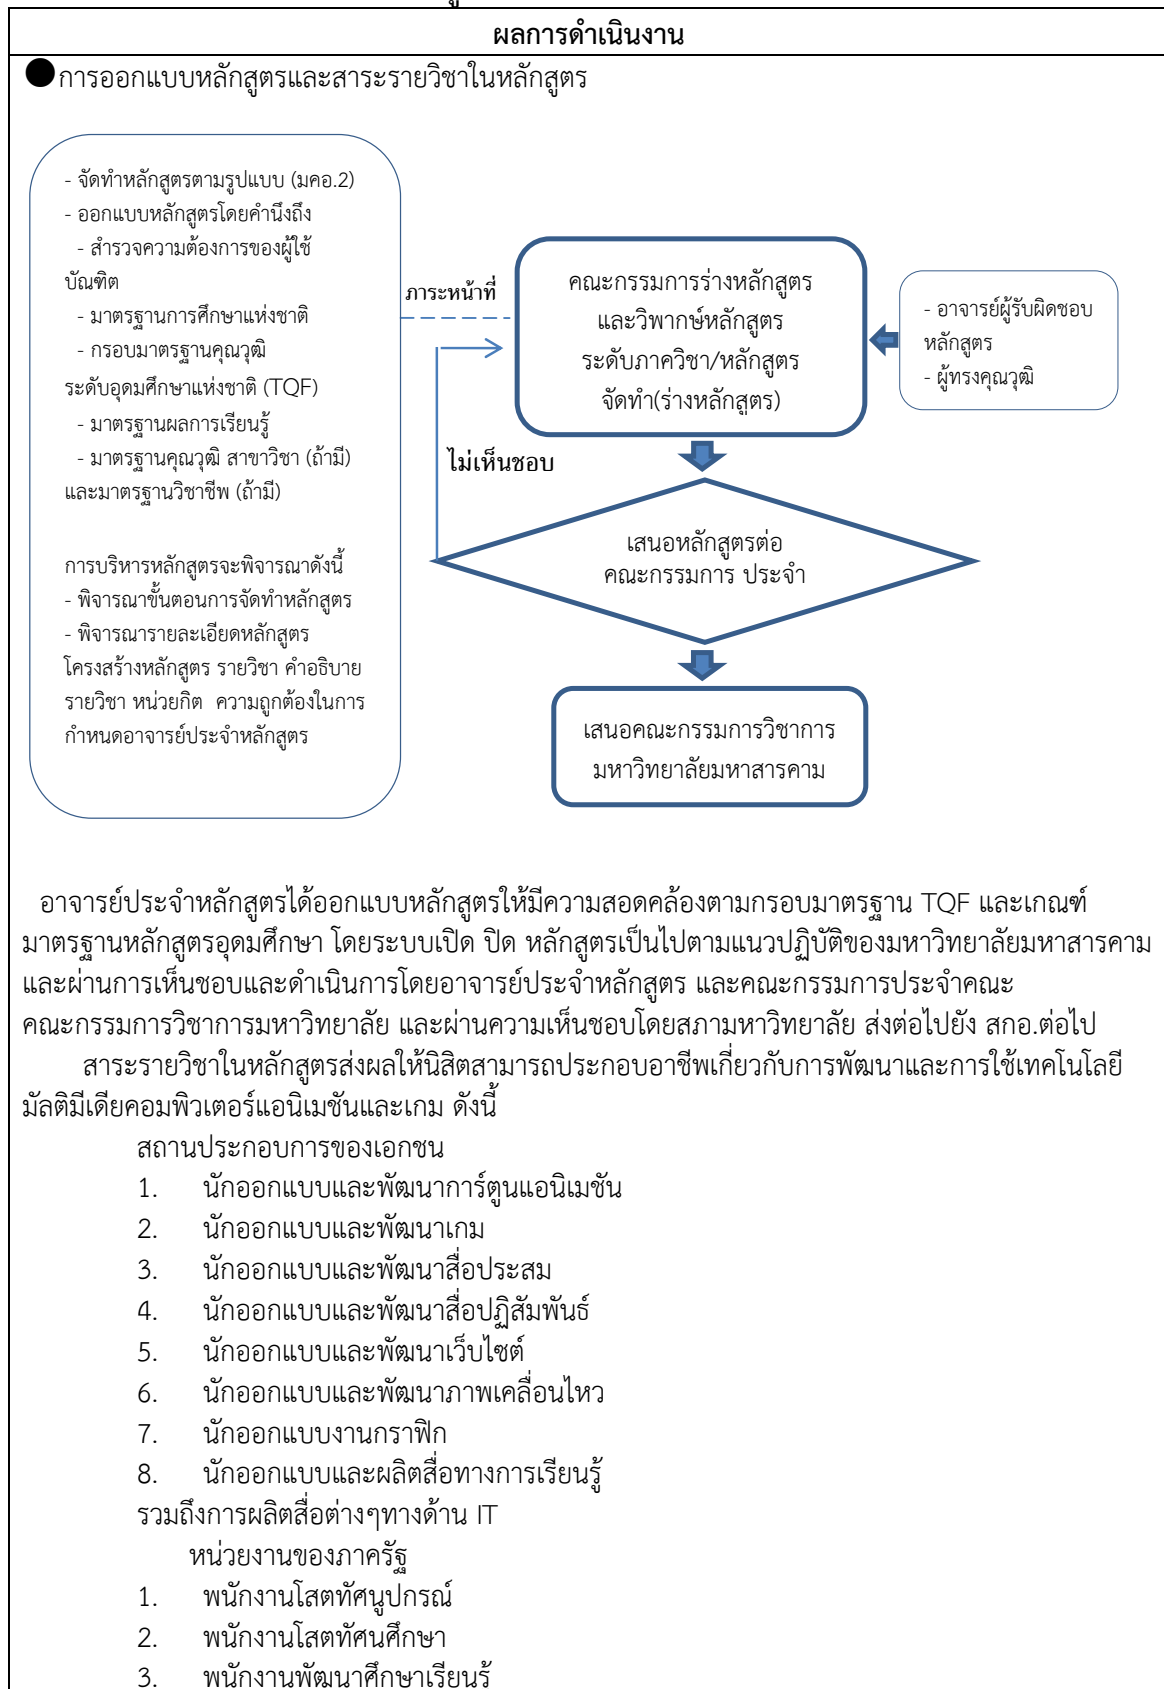 ผลการดำเนินงาน
●การออกแบบหลักสูตรและสาระรายวิชาในหลักสูตร
- จัดทำหลักสูตรตามรูปแบบ (มคอ.2)
- ออกแบบหลักสูตรโดยคำนึงถึง
- สำรวจความต้องการของผู้ใช้
บัณฑิต
- มาตรฐานการศึกษาแห่งชาติ
- กรอบมาตรฐานคุณวุฒิ
ระดับอุดมศึกษาแห่งชาติ (TQF)
- มาตรฐานผลการเรียนรู้
- มาตรฐานคุณวุฒิ สาขาวิชา (ถ้ามี)
และมาตรฐานวิชาชีพ (ถ้ามี)
การบริหารหลักสูตรจะพิจารณาดังนี้
- พิจารณาขั้นตอนการจัดทำหลักสูตร
- พิจารณารายละเอียดหลักสูตร
โครงสร้างหลักสูตร รายวิชา คำอธิบาย
รายวิชา หน่วยกิต ความถูกต้องในการ
กำหนดอาจารย์ประจำหลักสูตร
ภาระหน้าที่
คณะกรรมการร่างหลักสูตร
และวิพากษ์หลักสูตร
ระดับภาควิชา/หลักสูตร
จัดทำ(ร่างหลักสูตร)
- อาจารย์ผู้รับผิดชอบ
หลักสูตร
- ผู้ทรงคุณวุฒิ
ไม่เห็นชอบ
เสนอหลักสูตรต่อ
คณะกรรมการ ประจำ
เสนอคณะกรรมการวิชาการ
มหาวิทยาลัยมหาสารคาม
อาจารย์ประจำหลักสูตรได้ออกแบบหลักสูตรให้มีความสอดคล้องตามกรอบมาตรฐาน TQF และเกณฑ์
มาตรฐานหลักสูตรอุดมศึกษา โดยระบบเปิด ปิด หลักสูตรเป็นไปตามแนวปฏิบัติของมหาวิทยาลัยมหาสารคาม
และผ่านการเห็นชอบและดำเนินการโดยอาจารย์ประจำหลักสูตร และคณะกรรมการประจำคณะ
คณะกรรมการวิชาการมหาวิทยาลัย และผ่านความเห็นชอบโดยสภามหาวิทยาลัย ส่งต่อไปยัง สกอ.ต่อไป
สาระรายวิชาในหลักสูตรส่งผลให้นิสิตสามารถประกอบอาชีพเกี่ยวกับการพัฒนาและการใช้เทคโนโลยี
มัลติมีเดียคอมพิวเตอร์แอนิเมชันและเกม ดังนี้
สถานประกอบการของเอกชน
1. นักออกแบบและพัฒนาการ์ตูนแอนิเมชัน
2. นักออกแบบและพัฒนาเกม
3. นักออกแบบและพัฒนาสื่อประสม
4. นักออกแบบและพัฒนาสื่อปฏิสัมพันธ์
5. นักออกแบบและพัฒนาเว็บไซต์
6. นักออกแบบและพัฒนาภาพเคลื่อนไหว
7. นักออกแบบงานกราฟิก
8. นักออกแบบและผลิตสื่อทางการเรียนรู้
รวมถึงการผลิตสื่อต่างๆทางด้าน IT
หน่วยงานของภาครัฐ
1. พนักงานโสตทัศนูปกรณ์
2. พนักงานโสตทัศนศึกษา
3. พนักงานพัฒนาศึกษาเรียนรู้